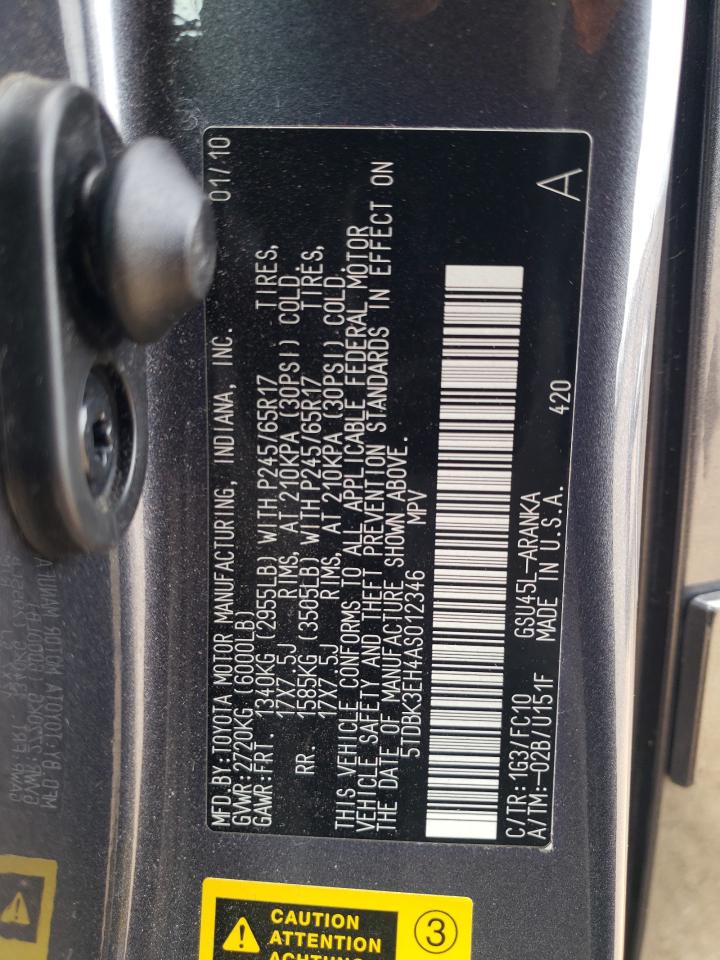 MFD.BY:TOYOTA MOTOR MANUFACTURING, INDIANA, INC. 01/10
GVWR:2720KG (6000LB)
GAWR:FRT. 1340KG (2955LB) WITH P245/65R17 TIRES,
17X7.5J RIMS, AT 210KPA (30PSI) COLD.
RR. 1585KG (3505LB) WITH P245/65R17 TIRES,
17X7.5J RIMS, AT 210KPA (30PSI) COLD.
THIS VEHICLE CONFORMS TO ALL APPLICABLE FEDERAL MOTOR
VEHICLE SAFETY AND THEFT PREVENTION STANDARDS IN EFFECT ON
THE DATE OF MANUFACTURE SHOWN ABOVE.
5TDBK3EH4AS012346 MPV
A
C/TR:1G3/FC10 GSU45L-ARANKA 420
A/TM:-02B/U151F MADE IN U.S.A.
CAUTION
ATTENTION
ACHTUNG
3